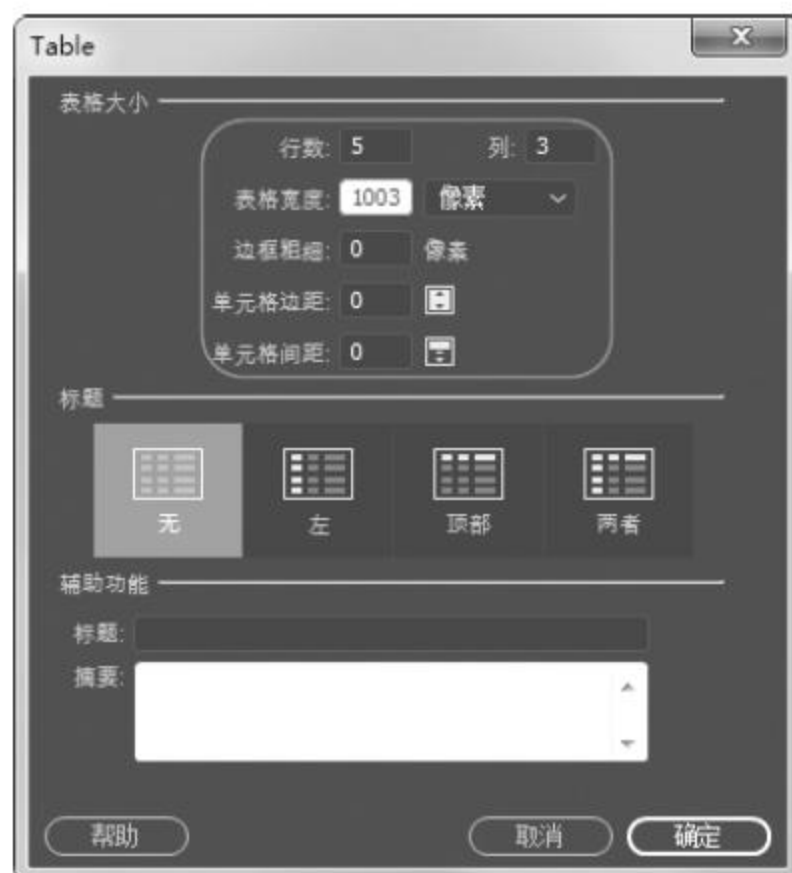 Table
表格大小
行数: 5 列: 3
表格宽度: 1003 像素
边框粗细: 0 像素
单元格边距: 0
单元格间距: 0
标题
无 左 顶部 两者
辅助功能
标题:
摘要:
帮助 取消 确定